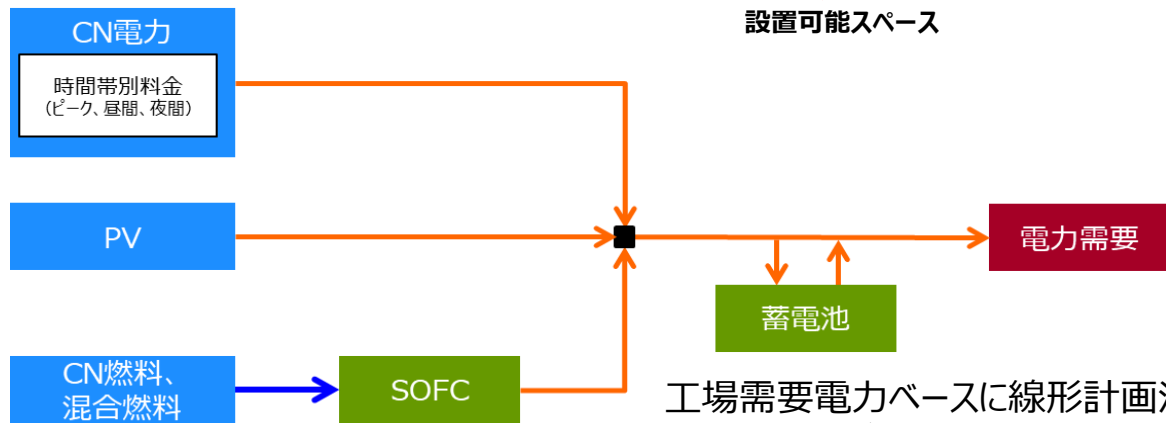 設置可能スペース
CN電力
時間帯別料金
(ピーク、昼間、夜間)
PV
電力需要
蓄電池
CN燃料、
混合燃料
SOFC
工場需要電力ベースに線形計画